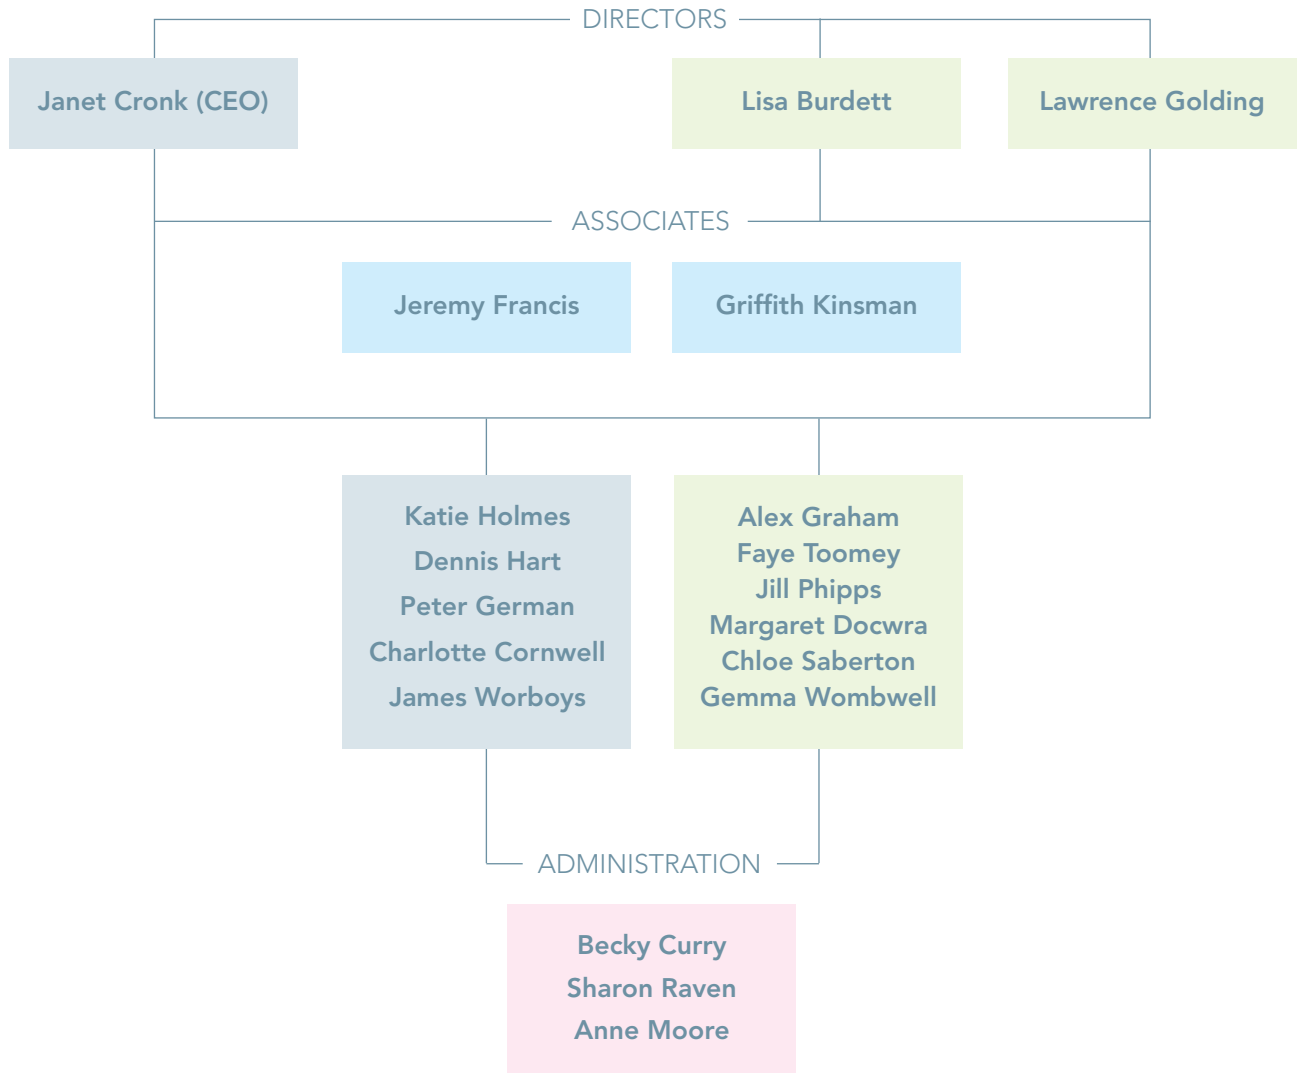 DIRECTORS
Janet Cronk (CEO)
Lisa Burdett
Lawrence Golding
ASSOCIATES
Jeremy Francis
Griffith Kinsman
Katie Holmes
Dennis Hart
Peter German
Charlotte Cornwell
James Worboys
Alex Graham
Faye Toomey
Jill Phipps
Margaret Docwra
Chloe Saberton
Gemma Wombwell
ADMINISTRATION
Becky Curry
Sharon Raven
Anne Moore